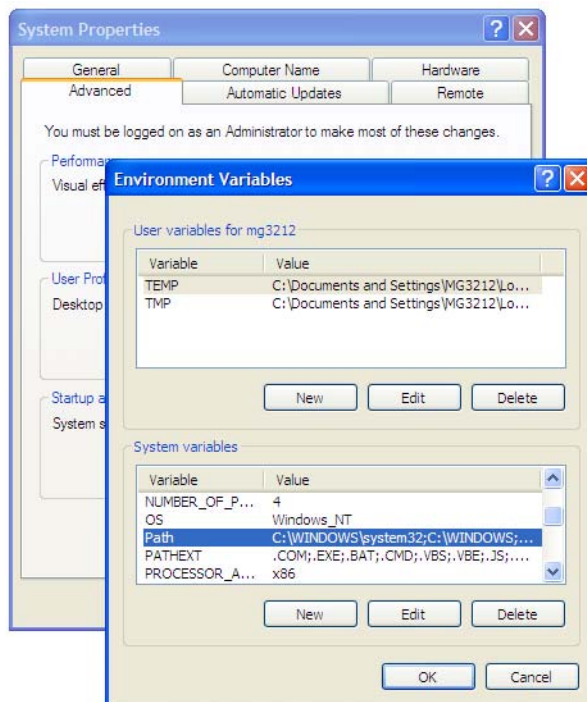 System Properties
General Computer Name Hardware
Advanced Automatic Updates Remote
You must be logged on as an Administrator to make most of these changes.
Performan
Visual eff
User Prof
Desktop
Startup a
System s
Environment Variables
User variables for mg3212
Variable Value
TEMP C:\Documents and Settings\MG3212\Lo...
TMP C:\Documents and Settings\MG3212\Lo...
New Edit Delete
System variables
Variable Value
NUMBER_OF_P... 4
OS Windows_NT
Path C:\WINDOWS\system32;C:\WINDOWS;...
PATHEXT .COM;.EXE;.BAT;.CMD;.VBS;.VBE;.JS;....
PROCESSOR_A... x86
New Edit Delete
OK Cancel